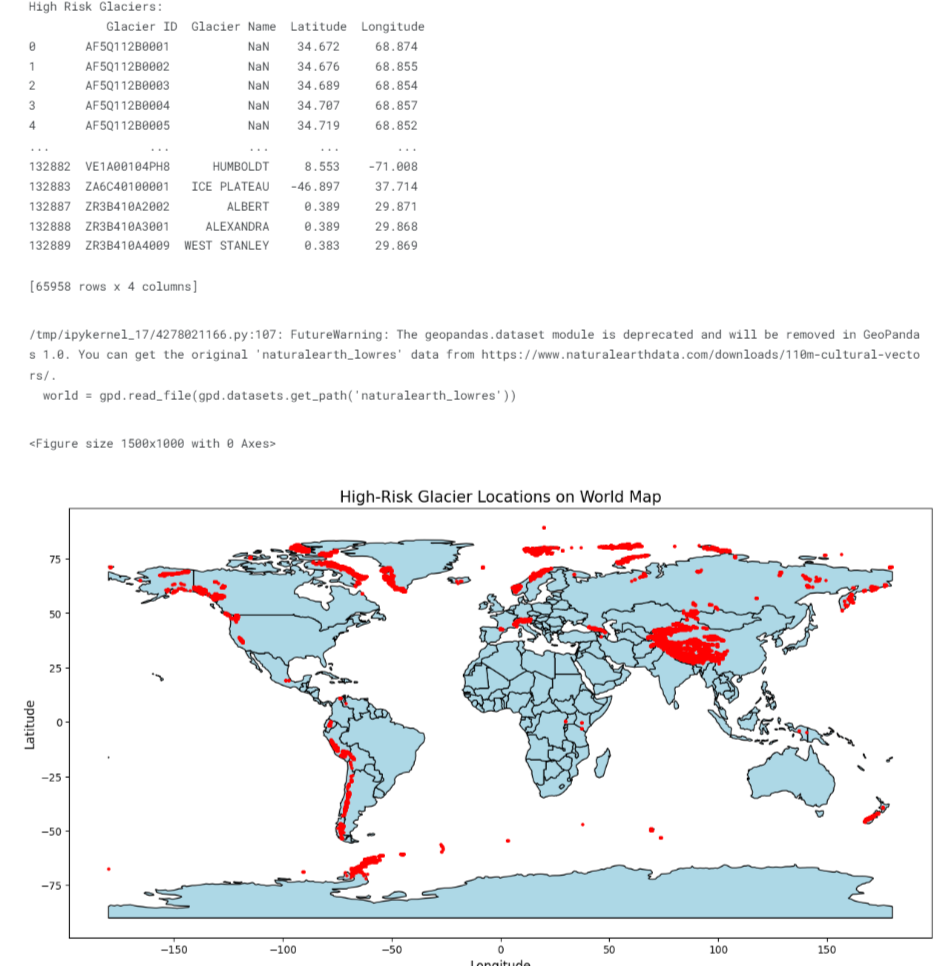 High Risk Glaciers:
Glacier ID Glacier Name Latitude Longitude
0 AF5Q112B0001 NaN 34.672 68.874
1 AF5Q112B0002 NaN 34.676 68.855
2 AF5Q112B0003 NaN 34.689 68.854
3 AF5Q112B0004 NaN 34.707 68.857
4 AF5Q112B0005 NaN 34.719 68.852
... ... ... ... ...
132882 VE1A00104PH8 HUMBOLDT 8.553 -71.008
132883 ZA6C40100001 ICE PLATEAU -46.897 37.714
132887 ZR3B410A2002 ALBERT 0.389 29.871
132888 ZR3B410A3001 ALEXANDRA 0.389 29.868
132889 ZR3B410A4009 WEST STANLEY 0.383 29.869
[65958 rows x 4 columns]
/tmp/ipykernel_17/4278021166.py:107: FutureWarning: The geopandas.dataset module is deprecated and will be removed in GeoPanda
s 1.0. You can get the original 'naturalearth_lowres' data from https://www.naturalearthdata.com/downloads/110m-cultural-vecto
rs/.
world = gpd.read_file(gpd.datasets.get_path('naturalearth_lowres'))
<Figure size 1500x1000 with 0 Axes>
High-Risk Glacier Locations on World Map
75
50
25
0
−25
−50
−75
Latitude
−150 −100 −50 0 50 100 150
Longitude